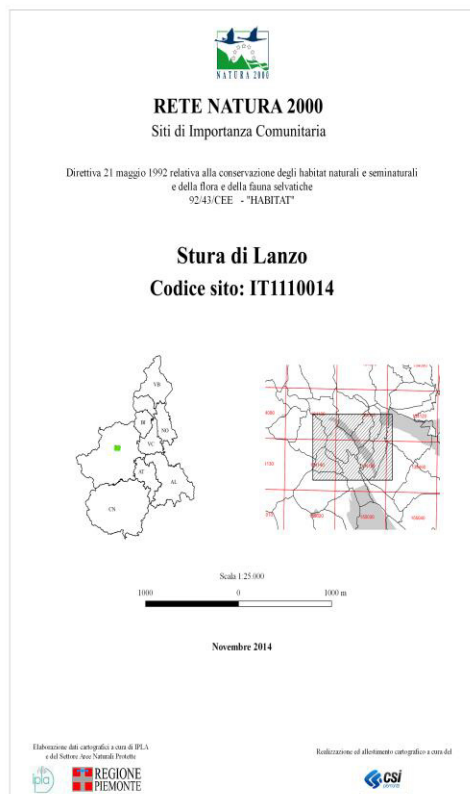 NATURA 2000
RETE NATURA 2000
Siti di Importanza Comunitaria
Direttiva 21 maggio 1992 relativa alla conservazione degli habitat naturali e seminaturali
e della flora e della fauna selvatiche
92/43/CEE - "HABITAT"
Stura di Lanzo
Codice sito: IT1110014
VB
BI
NO
VC
AT
AL
CN
Scala 1:25.000
1000 0 1000 m
Novembre 2014
Elaborazione dati cartografici a cura di IPLA
e del Settore Aree Naturali Protette
Realizzazione ed allestimento cartografico a cura del
ipla
REGIONE
PIEMONTE
csi